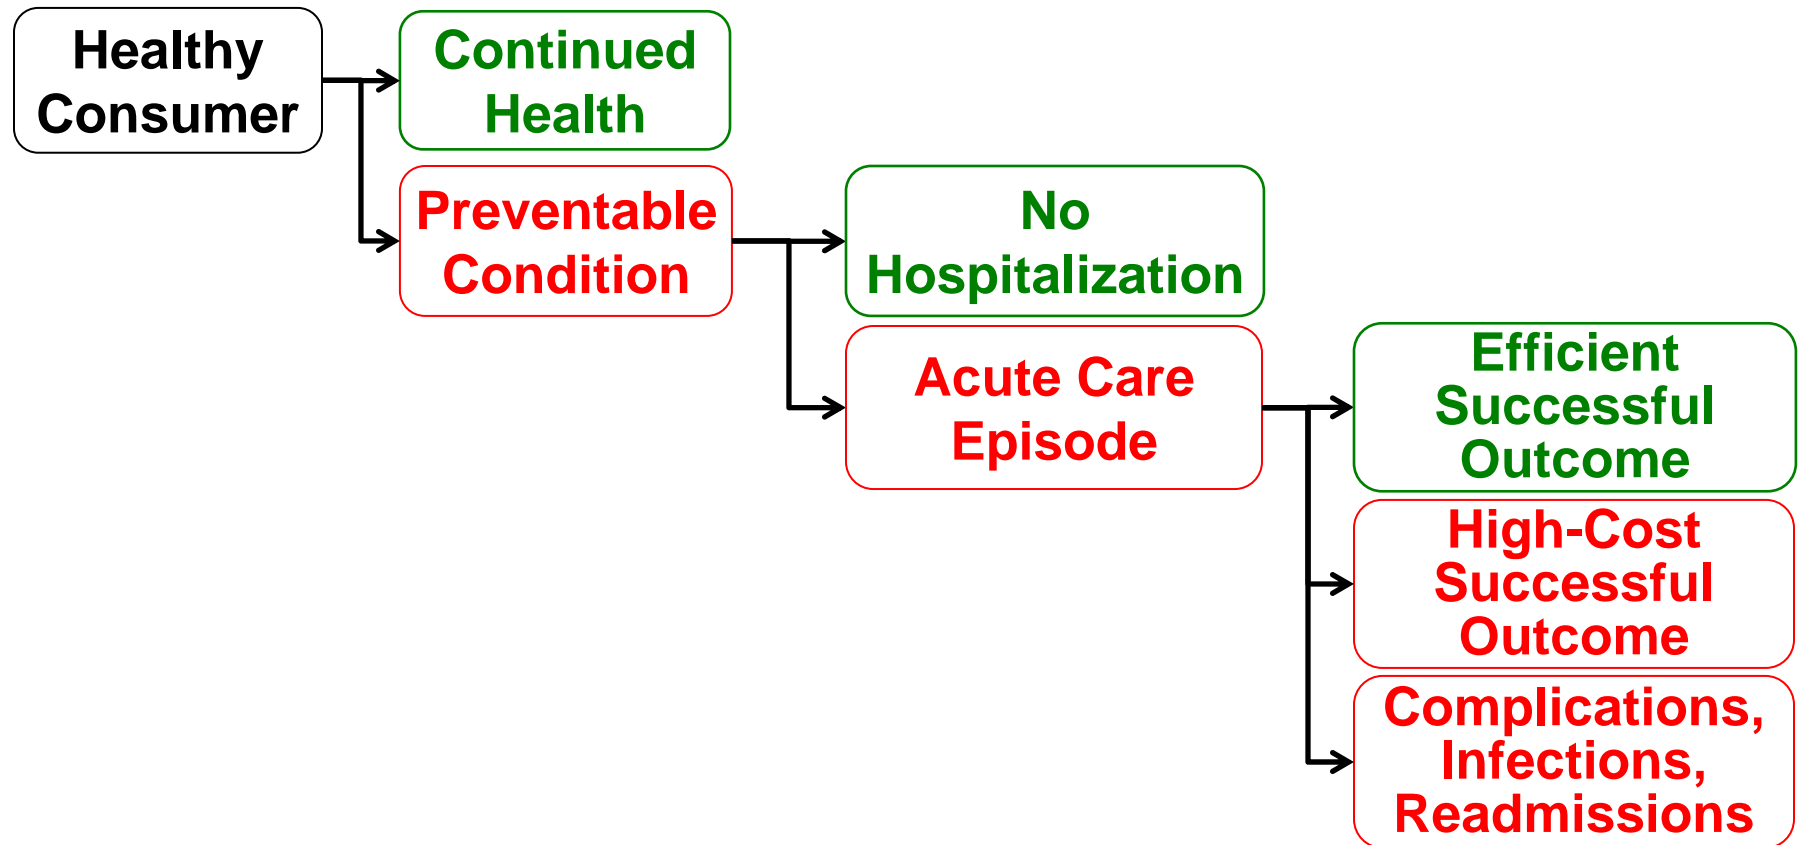 Healthy
Consumer
Continued
Health
Preventable
Condition
No
Hospitalization
Acute Care
Episode
Efficient
Successful
Outcome
High-Cost
Successful
Outcome
Complications,
Infections,
Readmissions